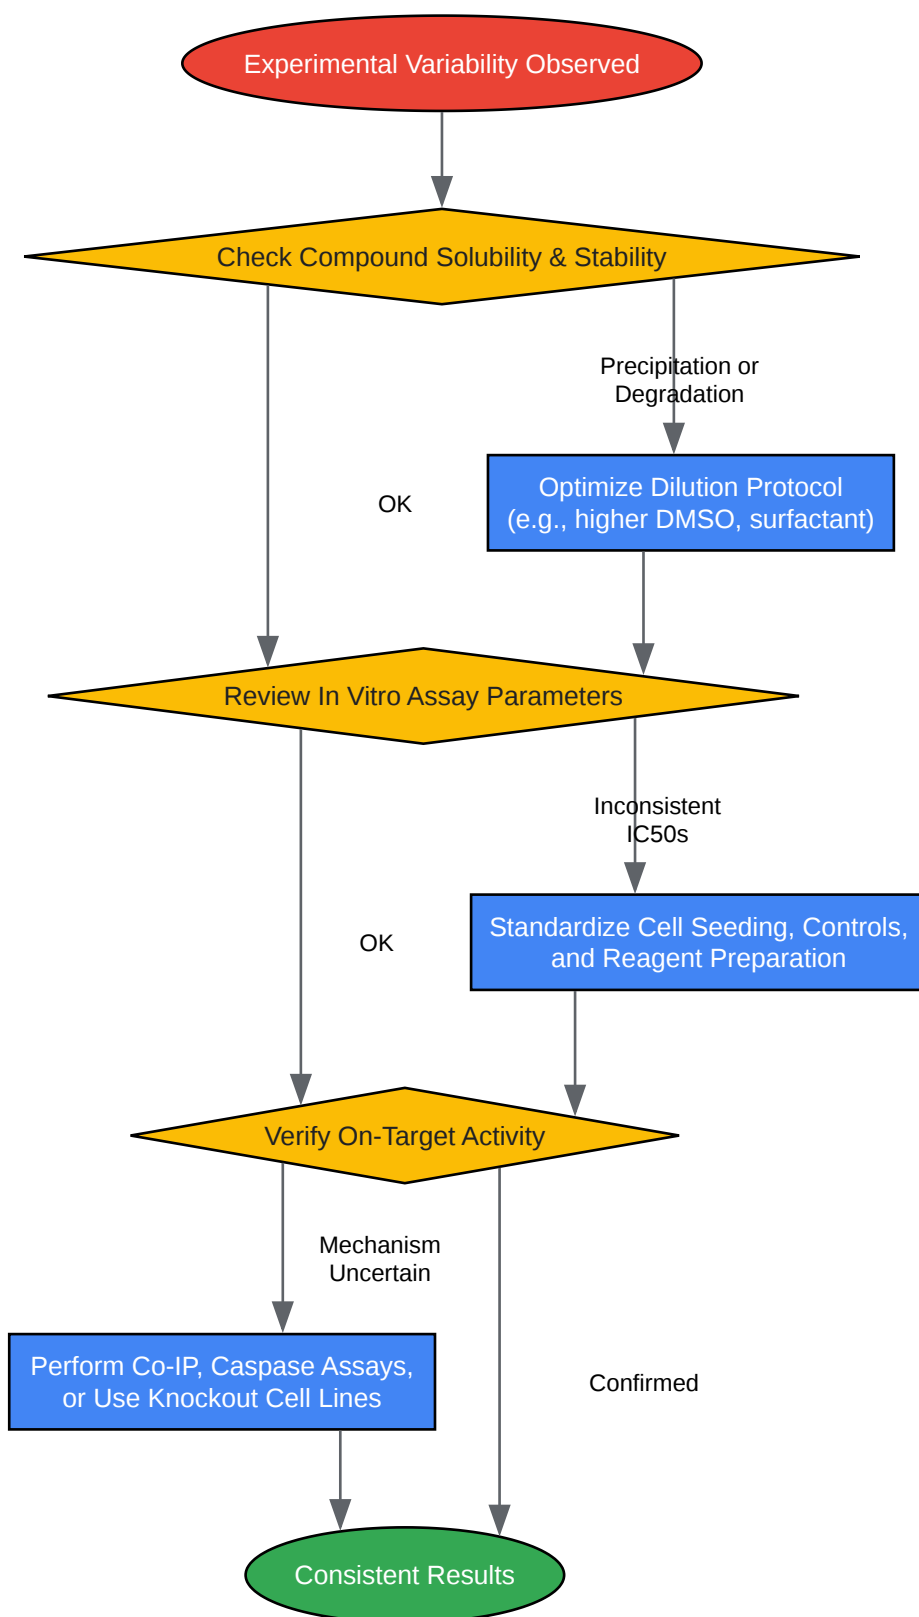 Experimental Variability Observed
Check Compound Solubility & Stability
Precipitation or
Degradation
Optimize Dilution Protocol
(e.g., higher DMSO, surfactant)
OK
Review In Vitro Assay Parameters
Inconsistent
IC50s
Standardize Cell Seeding, Controls,
and Reagent Preparation
OK
Verify On-Target Activity
Mechanism
Uncertain
Perform Co-IP, Caspase Assays,
or Use Knockout Cell Lines
Confirmed
Consistent Results